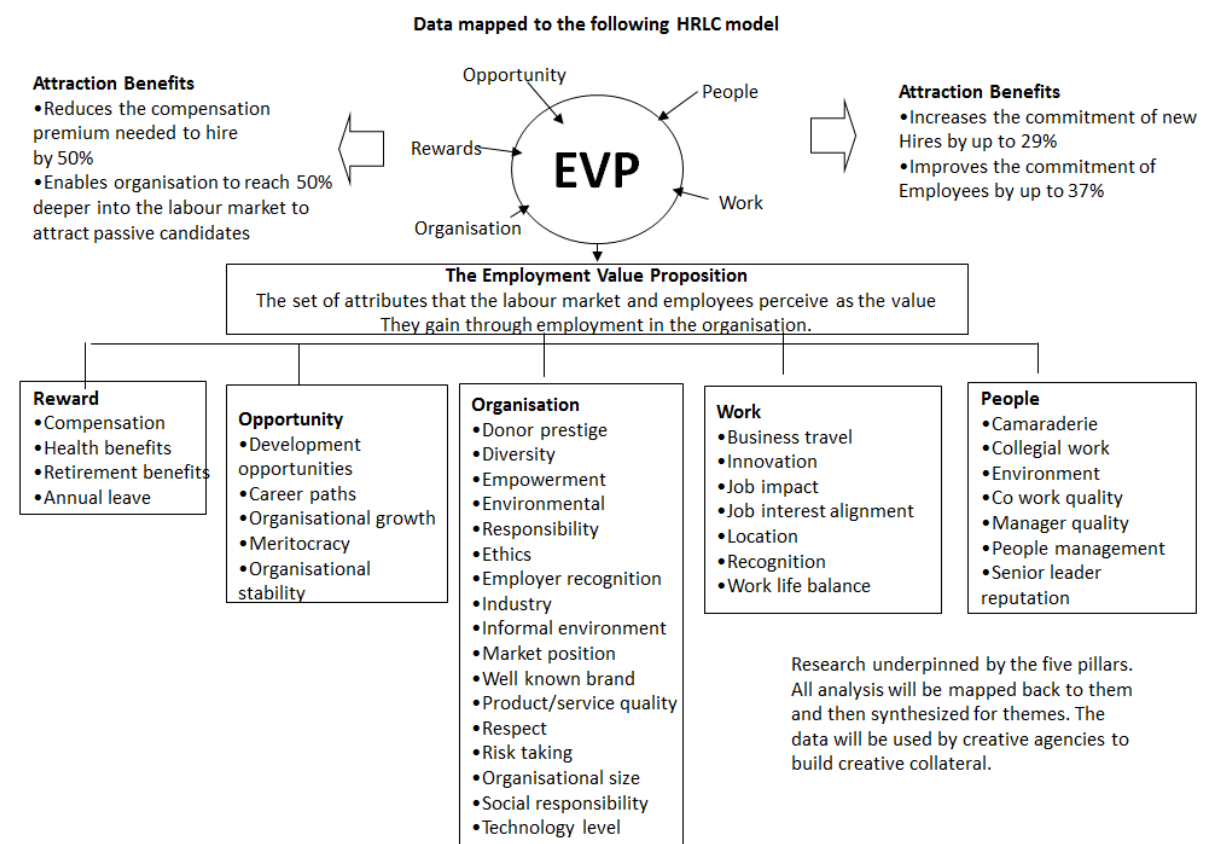 Data mapped to the following HRLC model
Attraction Benefits
•Reduces the compensation
premium needed to hire
by 50%
•Enables organisation to reach 50%
deeper into the labour market to
attract passive candidates
Opportunity
People
Rewards
EVP
Work
Organisation
Attraction Benefits
•Increases the commitment of new
Hires by up to 29%
•Improves the commitment of
Employees by up to 37%
The Employment Value Proposition
The set of attributes that the labour market and employees perceive as the value
They gain through employment in the organisation.
Reward
•Compensation
•Health benefits
•Retirement benefits
•Annual leave
Opportunity
•Development
opportunities
•Career paths
•Organisational growth
•Meritocracy
•Organisational
stability
Organisation
•Donor prestige
•Diversity
•Empowerment
•Environmental
•Responsibility
•Ethics
•Employer recognition
•Industry
•Informal environment
•Market position
•Well known brand
•Product/service quality
•Respect
•Risk taking
•Organisational size
•Social responsibility
•Technology level
Work
•Business travel
•Innovation
•Job impact
•Job interest alignment
•Location
•Recognition
•Work life balance
People
•Camaraderie
•Collegial work
•Environment
•Co work quality
•Manager quality
•People management
•Senior leader
reputation
Research underpinned by the five pillars.
All analysis will be mapped back to them
and then synthesized for themes. The
data will be used by creative agencies to
build creative collateral.